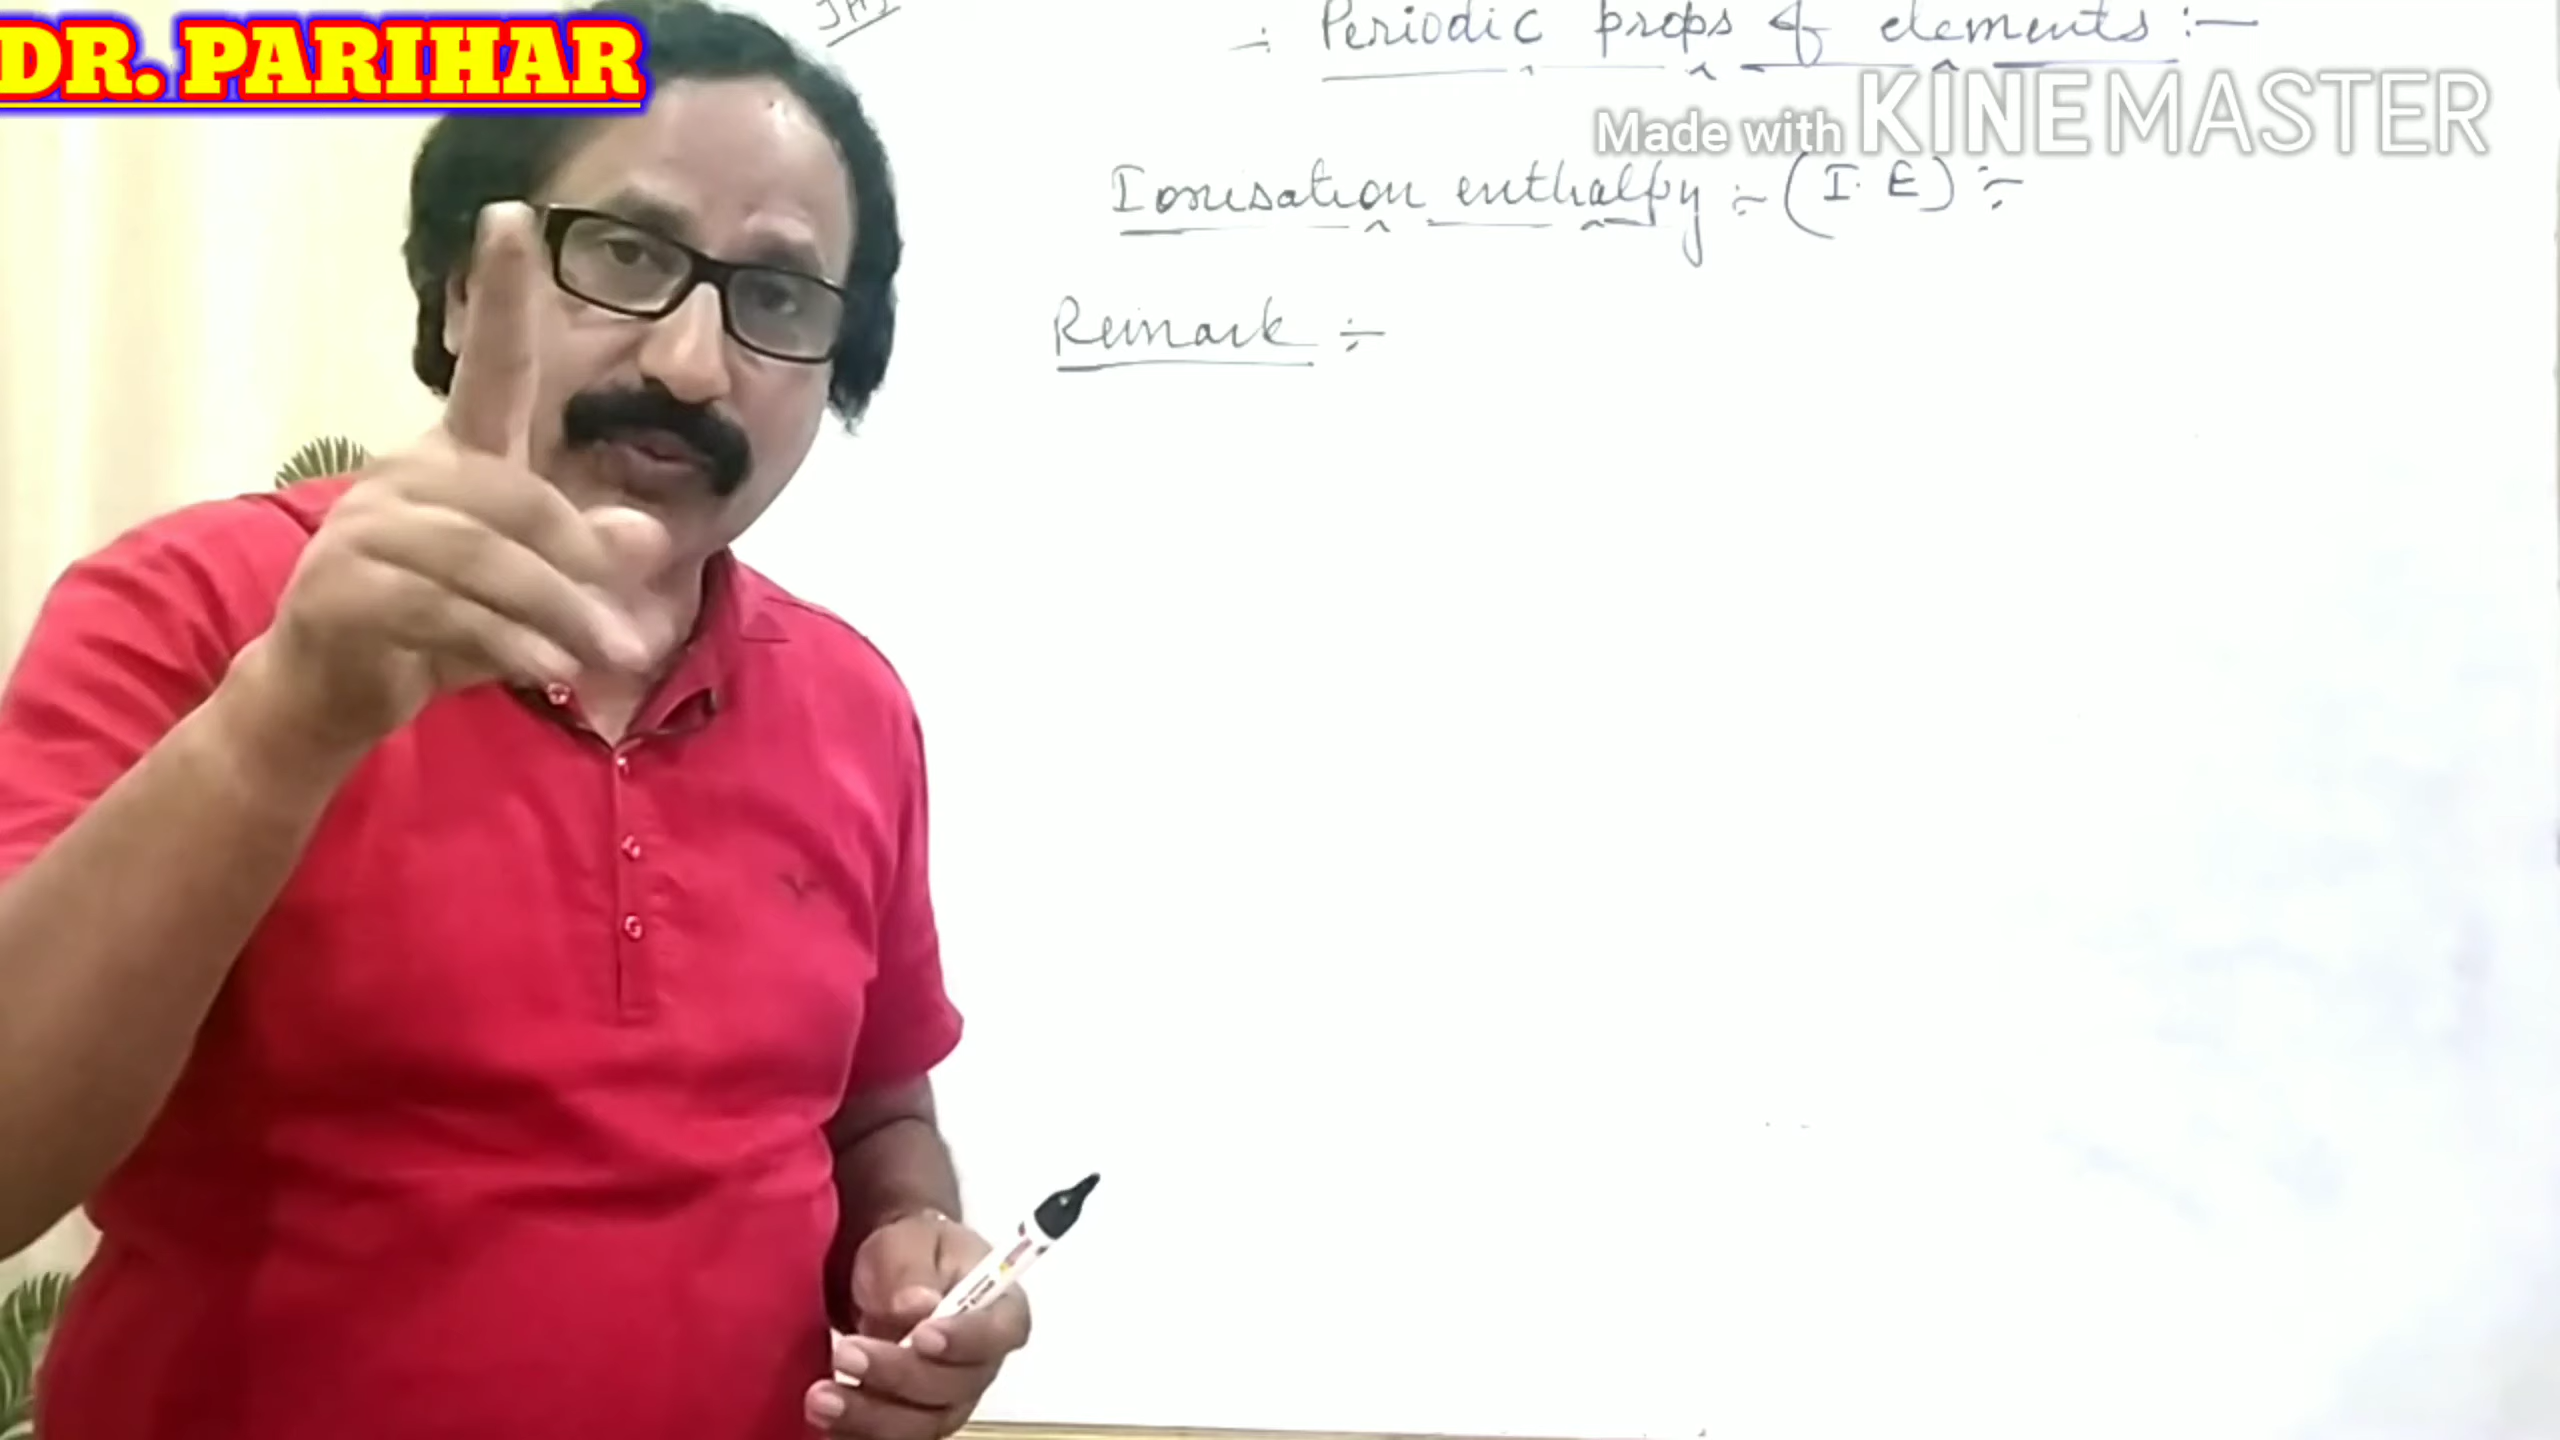 DR. PARIHAR
÷ Periodic props of elements :-
Made with KINEMASTER
Ionisation enthalpy ÷ (I. E) ÷
Remark ÷